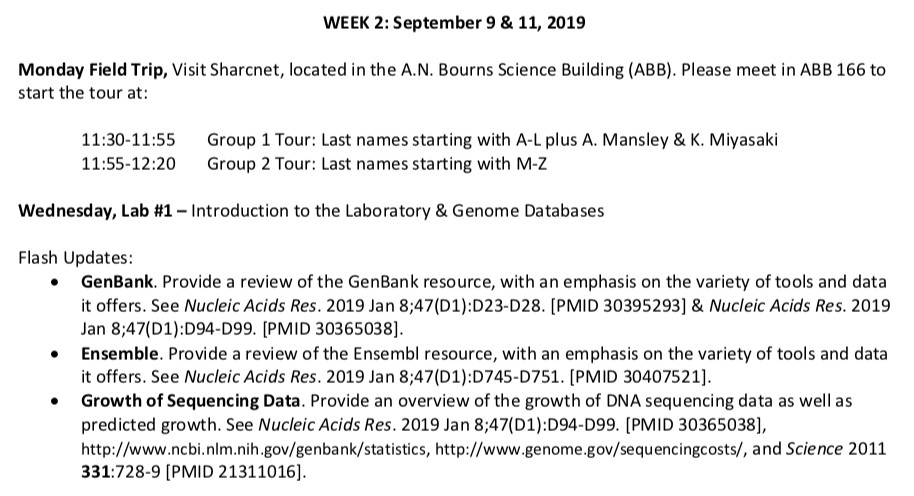 WEEK 2: September 9 & 11, 2019
Monday Field Trip, Visit Sharcnet, located in the A.N. Bourns Science Building (ABB). Please meet in ABB 166 to
start the tour at:
11:30-11:55 Group 1 Tour: Last names starting with A-L plus A. Mansley & K. Miyasaki
11:55-12:20 Group 2 Tour: Last names starting with M-Z
Wednesday, Lab #1 – Introduction to the Laboratory & Genome Databases
Flash Updates:
• GenBank. Provide a review of the GenBank resource, with an emphasis on the variety of tools and data
it offers. See Nucleic Acids Res. 2019 Jan 8;47(D1):D23-D28. [PMID 30395293] & Nucleic Acids Res. 2019
Jan 8;47(D1):D94-D99. [PMID 30365038].
• Ensemble. Provide a review of the Ensembl resource, with an emphasis on the variety of tools and data
it offers. See Nucleic Acids Res. 2019 Jan 8;47(D1):D745-D751. [PMID 30407521].
• Growth of Sequencing Data. Provide an overview of the growth of DNA sequencing data as well as
predicted growth. See Nucleic Acids Res. 2019 Jan 8;47(D1):D94-D99. [PMID 30365038],
http://www.ncbi.nlm.nih.gov/genbank/statistics, http://www.genome.gov/sequencingcosts/, and Science 2011
331:728-9 [PMID 21311016].